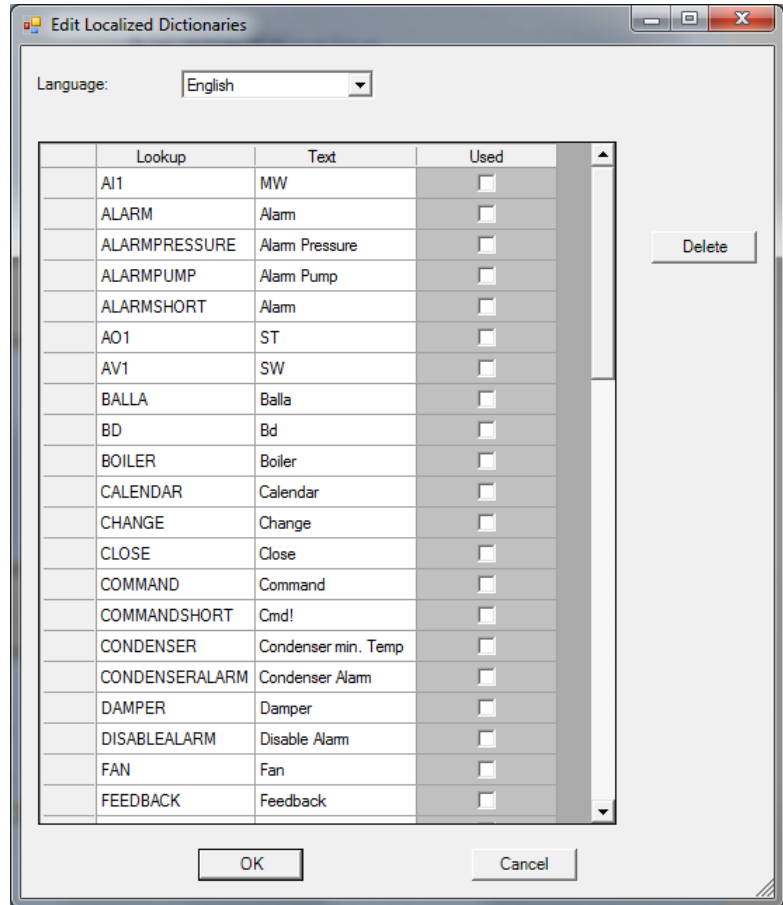 Edit Localized Dictionaries
Language: English
Lookup Text Used
AI1 MW
ALARM Alarm
ALARMPRESSURE Alarm Pressure
Delete
ALARMPUMP Alarm Pump
ALARMSHORT Alarm
AO1 ST
AV1 SW
BALLA Balla
BD Bd
BOILER Boiler
CALENDAR Calendar
CHANGE Change
CLOSE Close
COMMAND Command
COMMANDSHORT Cmd!
CONDENSER Condenser min. Temp
CONDENSERALARM Condenser Alarm
DAMPER Damper
DISABLEALARM Disable Alarm
FAN Fan
FEEDBACK Feedback
OK Cancel